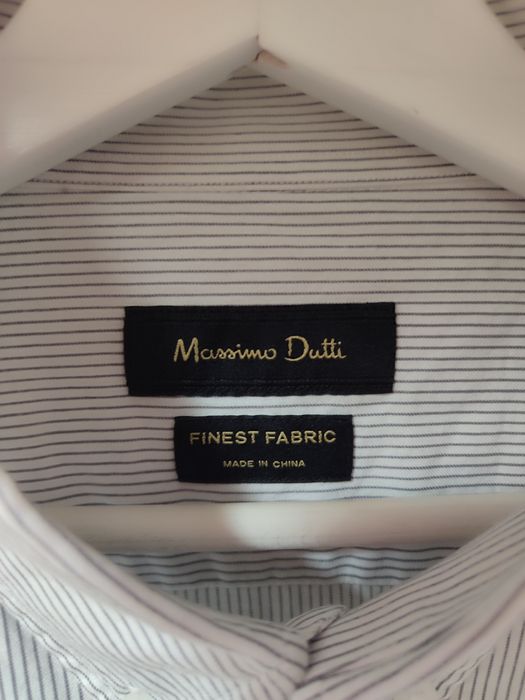 Massimo Dutti
FINEST FABRIC
MADE IN CHINA